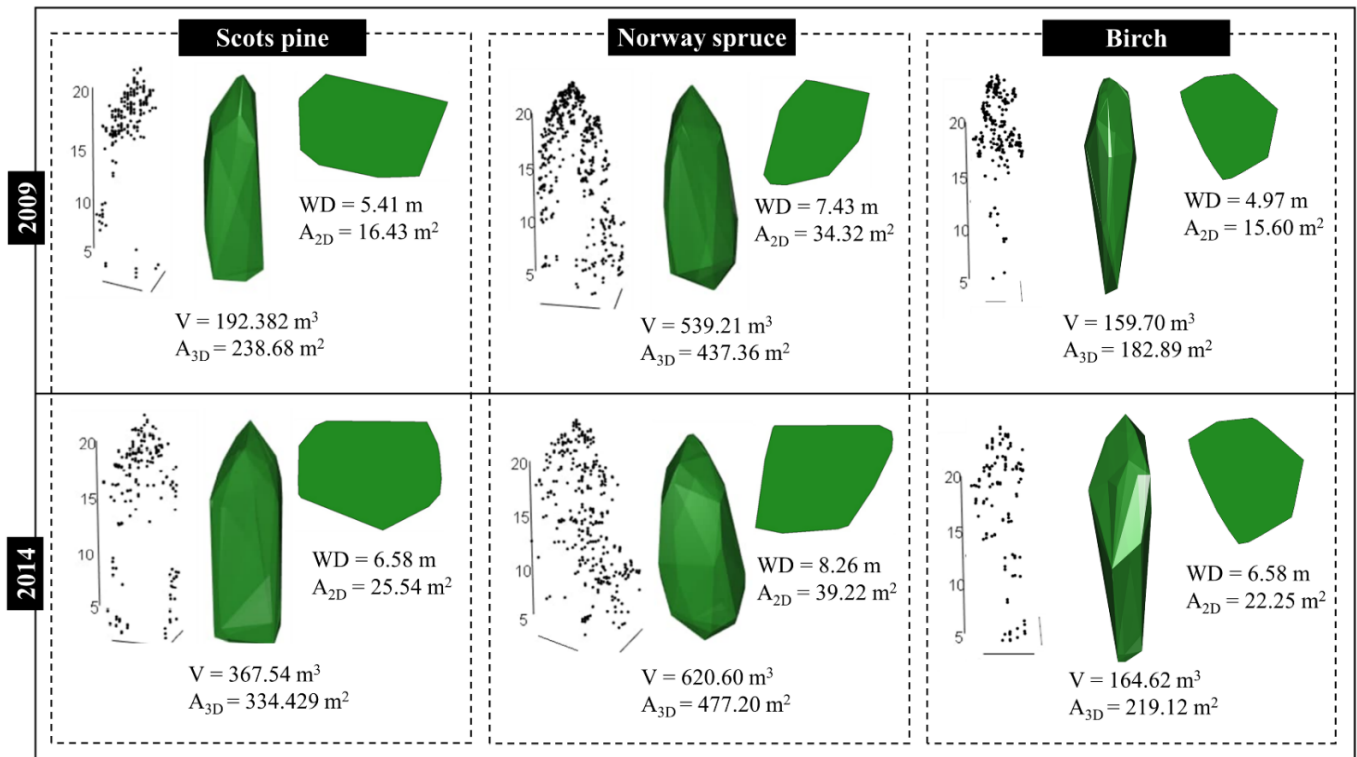 Scots pine
Norway spruce
Birch
2009
20
15
10
5
WD = 5.41 m
A2D = 16.43 m²
V = 192.382 m³
A3D = 238.68 m²
20
15
10
5
WD = 7.43 m
A2D = 34.32 m²
V = 539.21 m³
A3D = 437.36 m²
20
15
10
5
WD = 4.97 m
A2D = 15.60 m²
V = 159.70 m³
A3D = 182.89 m²
2014
20
15
10
5
WD = 6.58 m
A2D = 25.54 m²
V = 367.54 m³
A3D = 334.429 m²
20
15
10
5
WD = 8.26 m
A2D = 39.22 m²
V = 620.60 m³
A3D = 477.20 m²
20
15
10
5
WD = 6.58 m
A2D = 22.25 m²
V = 164.62 m³
A3D = 219.12 m²